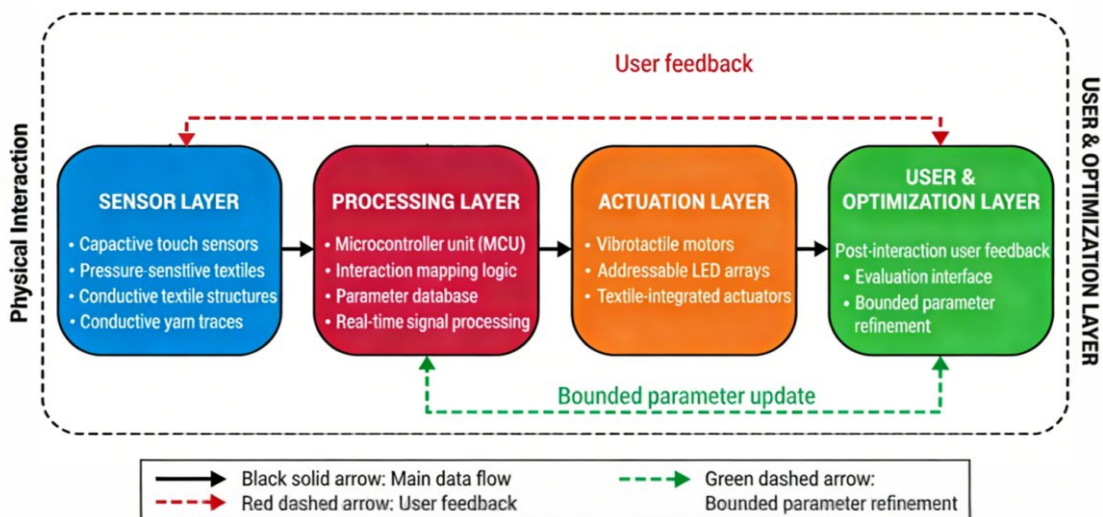 User feedback
Physical Interaction
SENSOR LAYER
• Capactive touch sensors
• Pressure-senstlive textiles
• Conductive textile structures
• Conductive yarn traces
PROCESSING LAYER
• Microcontroller unit (MCU)
• Interaction mapping logic
• Parameter database
• Real-time signal processing
ACTUATION LAYER
• Vibrotactile motors
• Addressable LED arrays
• Textile-integrated actuators
USER &
OPTIMIZATION LAYER
Post-interaction user feedback
• Evaluation interface
• Bounded parameter
refinement
USER & OPTIMIZATION LAYER
Bounded parameter update
Black solid arrow: Main data flow
Red dashed arrow: User feedback
Green dashed arrow:
Bounded parameter refinement